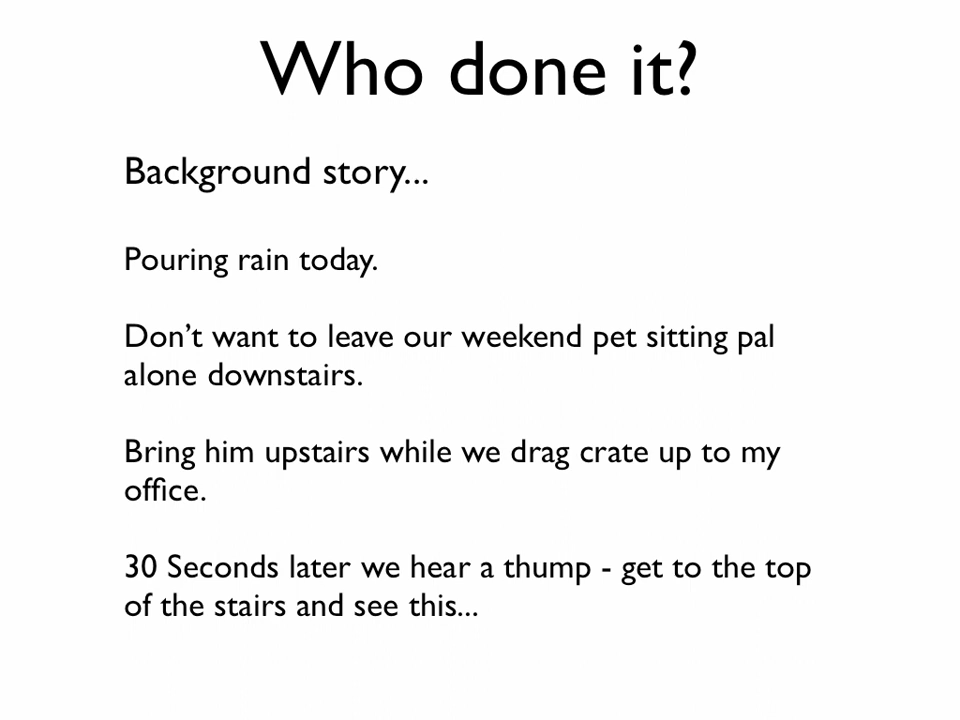 Who done it?
Background story...
Pouring rain today.
Don’t want to leave our weekend pet sitting pal
alone downstairs.
Bring him upstairs while we drag crate up to my
office.
30 Seconds later we hear a thump - get to the top
of the stairs and see this...